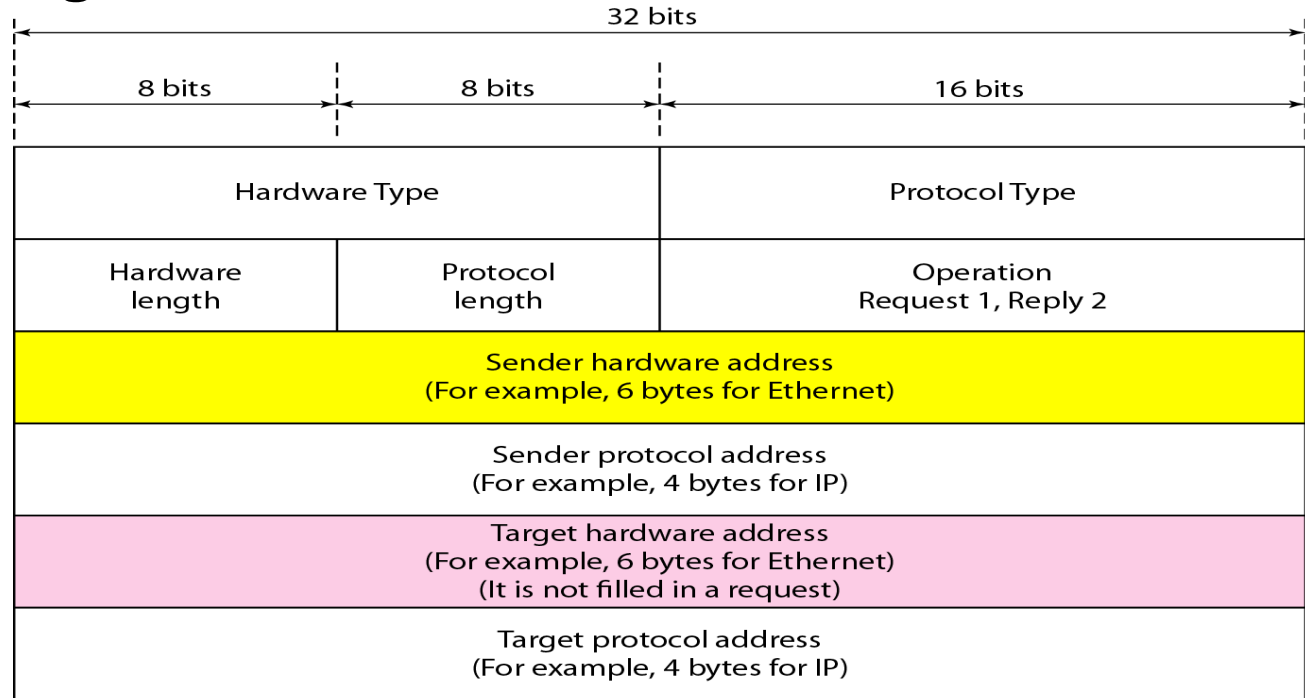 32 bits
8 bits 8 bits 16 bits
Hardware Type Protocol Type
Hardware length Protocol length Operation
Request 1, Reply 2
Sender hardware address
(For example, 6 bytes for Ethernet)
Sender protocol address
(For example, 4 bytes for IP)
Target hardware address
(For example, 6 bytes for Ethernet)
(It is not filled in a request)
Target protocol address
(For example, 4 bytes for IP)